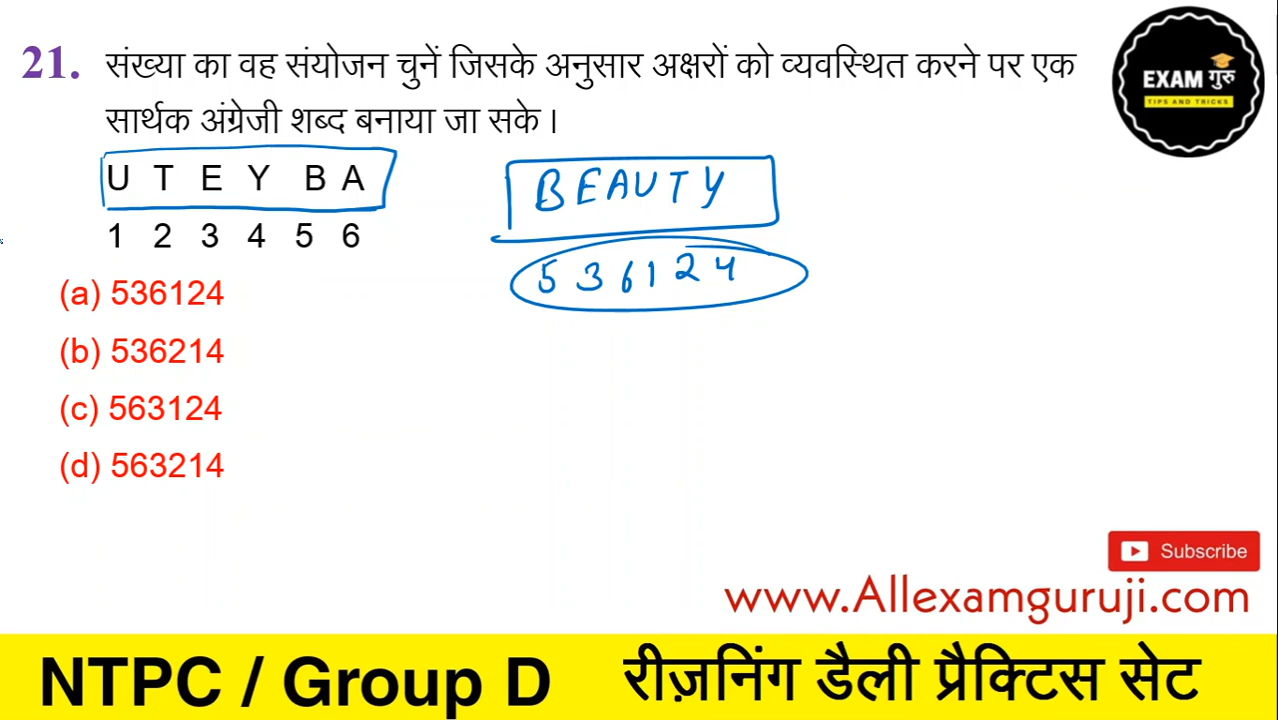 21. संख्या का वह संयोजन चुनें जिसके अनुसार अक्षरों को व्यवस्थित करने पर एक
सार्थक अंग्रेजी शब्द बनाया जा सके ।
U T E Y B A
1 2 3 4 5 6
(a) 536124
(b) 536214
(c) 563124
(d) 563214
BEAUTY
536124
EXAM गुरु
TIPS AND TRICKS
Subscribe
www.Allexamguruji.com
NTPC / Group D रीज़निंग डैली प्रैक्टिस सेट